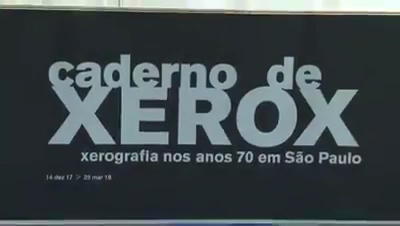 caderno de
XEROX
xerografia nos anos 70 em São Paulo
14 dez 17 > 25 mar 18